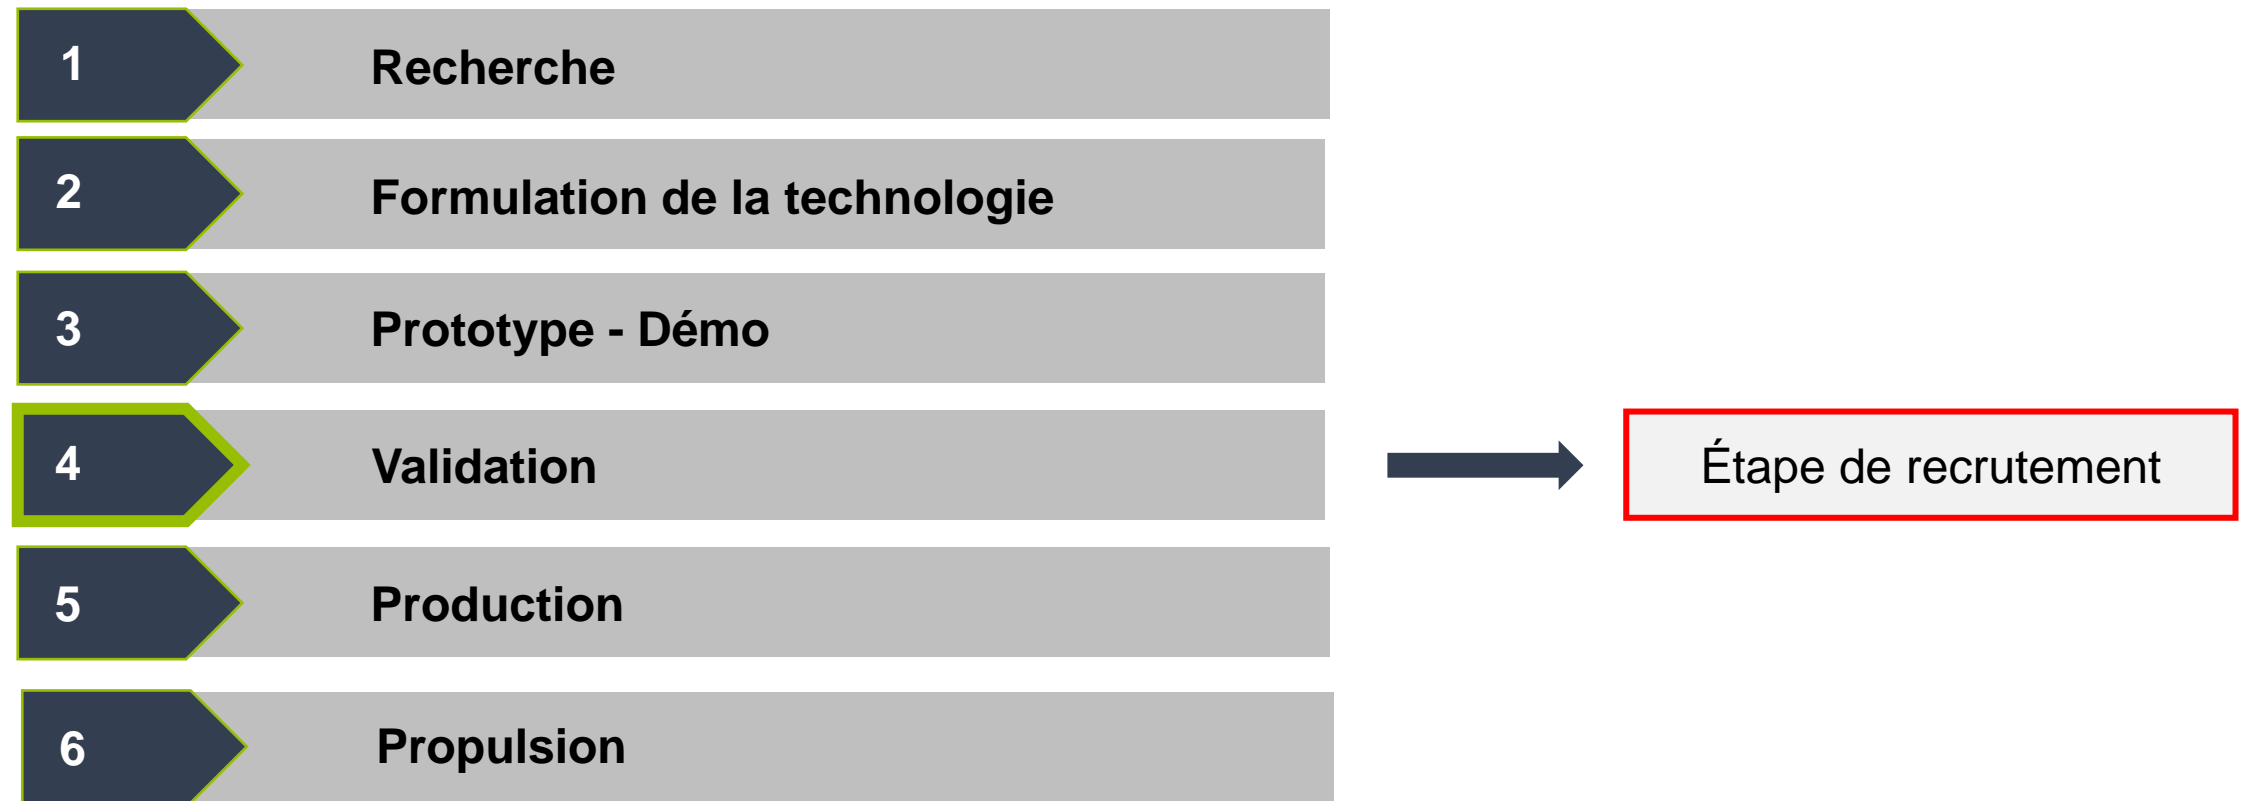 1 Recherche
2 Formulation de la technologie
3 Prototype - Démo
4 Validation Étape de recrutement
5 Production
6 Propulsion